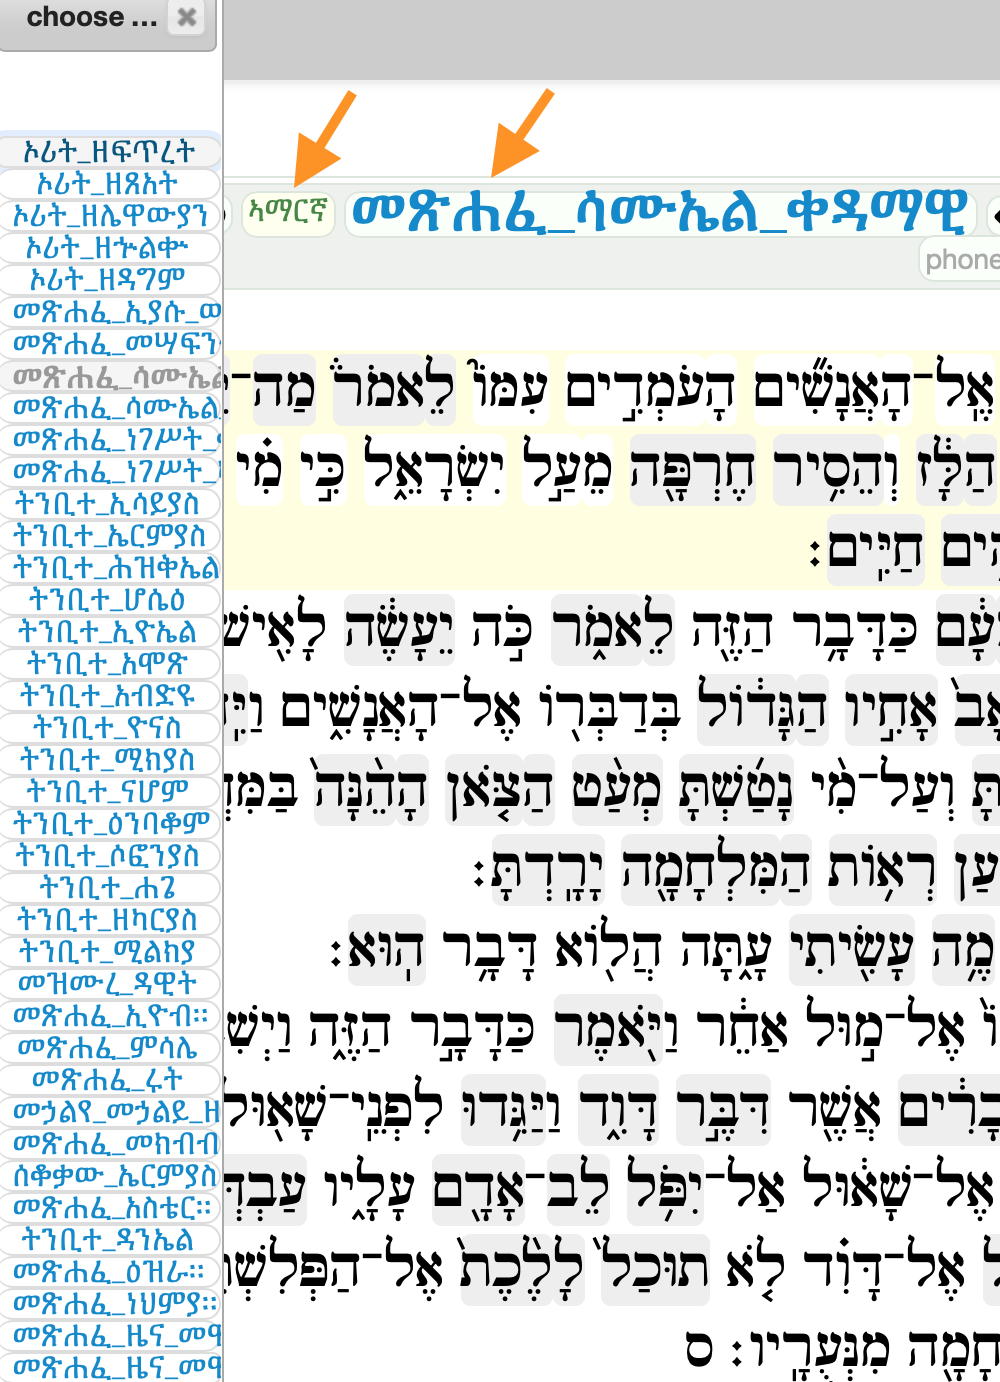 choose ...
ኦሪት_ዘፍጥረት
ኦሪት_ዘጸአት
ኦሪት_ዘሌዋውያን
ኦሪት_ዘኍልቍ
ኦሪት_ዘዳግም
መጽሐፈ_ኢያሱ_ወ
መጽሐፈ_መሣፍን
መጽሐፈ_ሳሙኤል
መጽሐፈ_ሳሙኤል_
መጽሐፈ_ነገሥት_
መጽሐፈ_ነገሥት_
ትንቢተ_ኢሳይያስ
ትንቢተ_ኤርምያስ
ትንቢተ_ሕዝቅኤል
ትንቢተ_ሆሴዕ
ትንቢተ_ኢዮኤል
ትንቢተ_አሞጽ
ትንቢተ_አብድዩ
ትንቢተ_ዮናስ
ትንቢተ_ሚክያስ
ትንቢተ_ናሆም
ትንቢተ_ዕንባቆም
ትንቢተ_ሶፎንያስ
ትንቢተ_ሐጌ
ትንቢተ_ዘካርያስ
ትንቢተ_ሚልክያ
መዝሙረ_ዳዊት
መጽሐፈ_ኢዮብ።
መጽሐፈ_ምሳሌ
መጽሐፈ_ሩት
መኃልየ_መኃልይ_ዘ
መጽሐፈ_መክብብ
ሰቆቃው_ኤርምያስ
መጽሐፈ_አስቴር።
ትንቢተ_ዳንኤል
መጽሐፈ_ዕዝራ።
መጽሐፈ_ነህምያ።
መጽሐፈ_ዜና_መዋ
መጽሐፈ_ዜና_መዋ
ኣማርኛ መጽሐፈ_ሳሙኤል_ቀዳማዊ
phone
אֶֽל־הָאֲנָשִׁ֞ים הָעֹמְדִ֣ים עִמּוֹ֮ לֵאמֹר֒ מַה־
הַלָּ֔ז וְהֵסִ֥יר חֶרְפָּ֖ה מֵעַ֣ל יִשְׂרָאֵ֑ל כִּ֣י מִ֗י
הִ֖ים חַיִּֽים׃
עָ֔ם כַּדָּבָ֥ר הַזֶּ֖ה לֵאמֹ֑ר כֹּ֣ה יֵעָשֶׂ֔ה לָאִ֖ישׁ
אָב֙ אָחִ֣יו הַגָּד֔וֹל בְּדַבְּר֖וֹ אֶל־הָאֲנָשִׁ֑ים וַיִּֽ
תָּ וְעַל־מִ֨י נָטַ֜שְׁתָּ מְעַ֨ט הַצֹּ֤אן הָהֵ֙נָּה֙ בַּמִּדְ
עַן רְא֥וֹת הַמִּלְחָמָ֖ה יָרָֽדְתָּ׃
מֶ֥ה עָשִׂ֖יתִי עָ֑תָּה הֲל֖וֹא דָּבָ֥ר הֽוּא׃
וֹ֙ אֶל־מ֣וּל אַחֵ֔ר וַיֹּ֖אמֶר כַּדָּבָ֣ר הַזֶּ֑ה וַיְשִׁ
בָרִ֔ים אֲשֶׁ֖ר דִּבֶּ֣ר דָּוִ֑ד וַיַּגִּ֥דוּ לִפְנֵֽי־שָׁא֖וּל
אֶל־שָׁא֔וּל אַל־יִפֹּ֥ל לֵב־אָדָ֖ם עָלָ֑יו עַבְדְּ
ל אֶל־דָּוִ֗ד לֹ֤א תוּכַל֙ לָלֶ֙כֶת֙ אֶל־הַפְּלִשְׁתִּ
חָמָ֖ה מִנְּעֻרָֽיו׃ ס